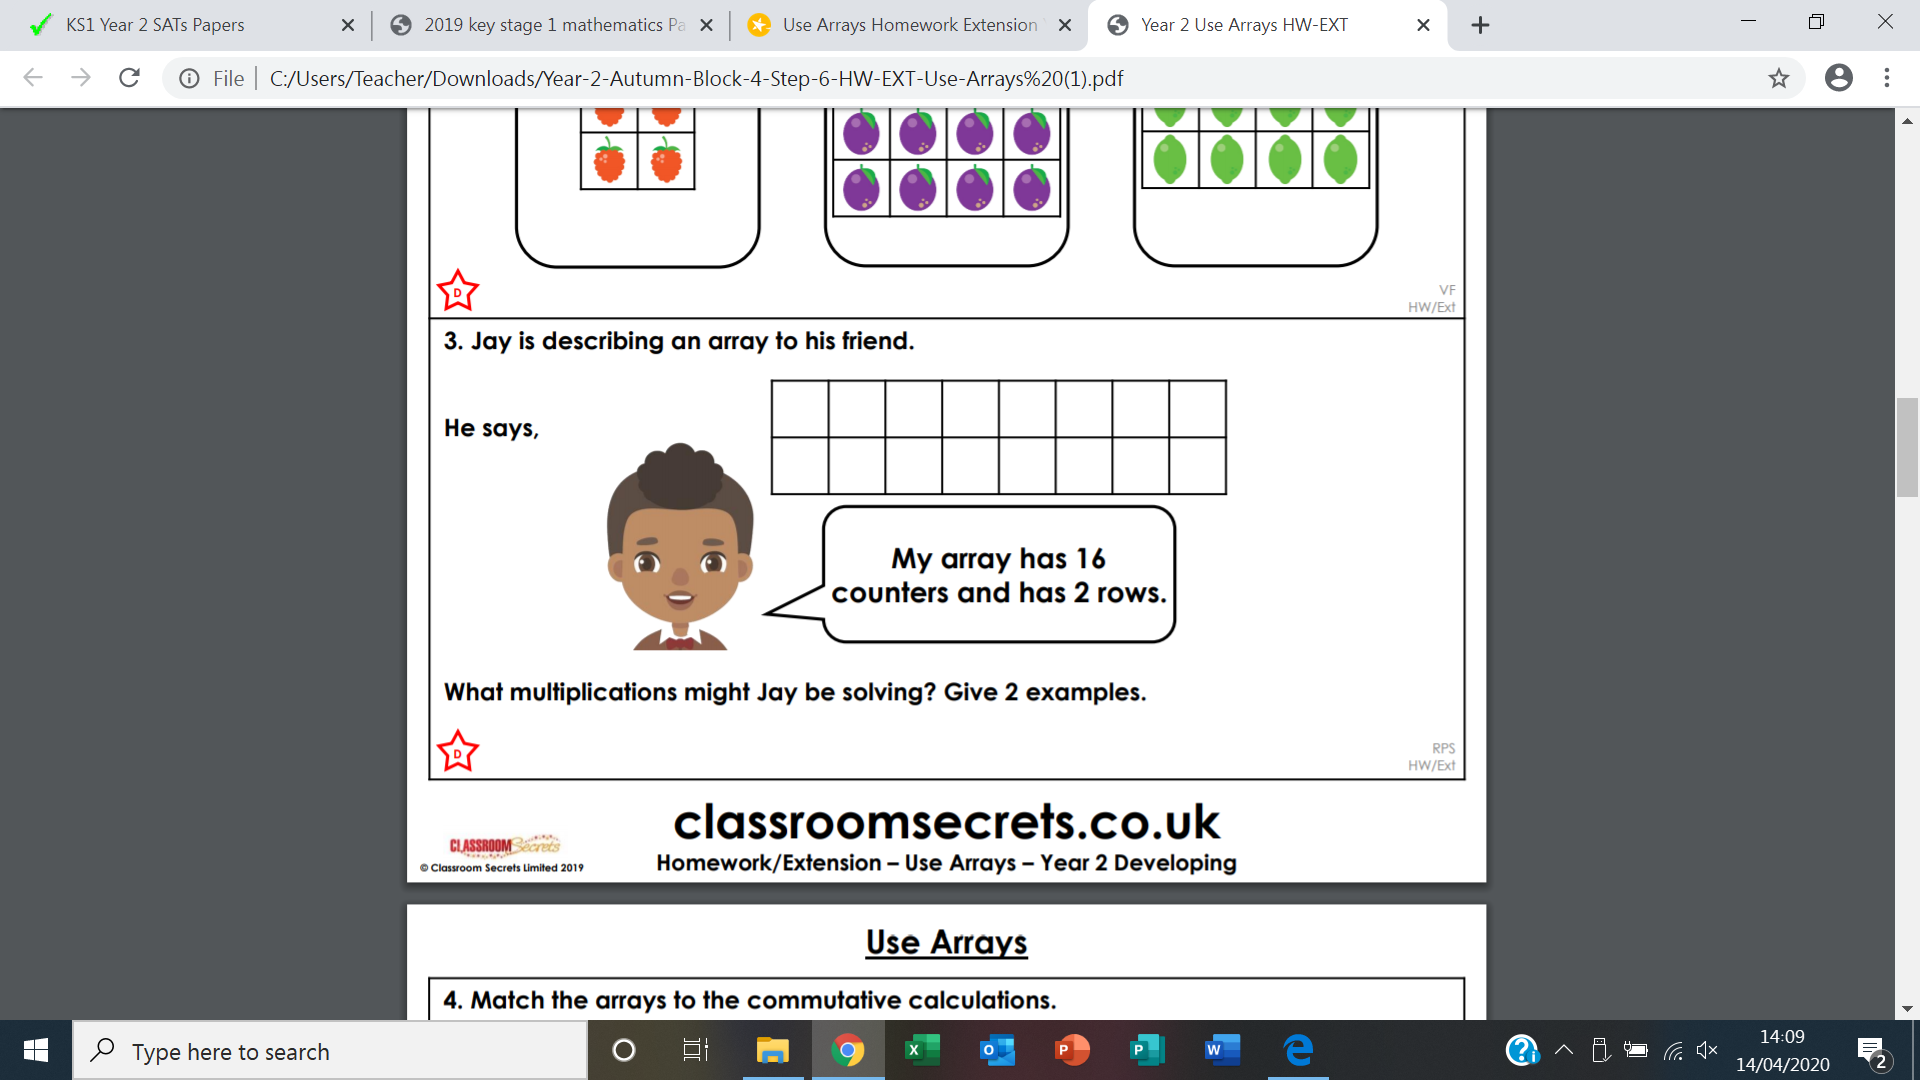 KS1 Year 2 SATs Papers
2019 key stage 1 mathematics Pa
Use Arrays Homework Extension
Year 2 Use Arrays HW-EXT
File
C:/Users/Teacher/Downloads/Year-2-Autumn-Block-4-Step-6-HW-EXT-Use-Arrays%20(1).pdf
D
VF
HW/Ext
3. Jay is describing an array to his friend.
He says,
My array has 16
counters and has 2 rows.
What multiplications might Jay be solving? Give 2 examples.
D
RPS
HW/Ext
CLASSROOM Secrets
© Classroom Secrets Limited 2019
classroomsecrets.co.uk
Homework/Extension – Use Arrays – Year 2 Developing
Use Arrays
4. Match the arrays to the commutative calculations.
Type here to search
14:09
14/04/2020
2